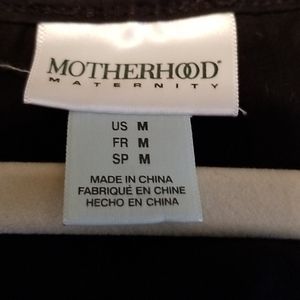 MOTHERHOOD®
MATERNITY
US M
FR M
SP M
MADE IN CHINA
FABRIQUÉ EN CHINE
HECHO EN CHINA